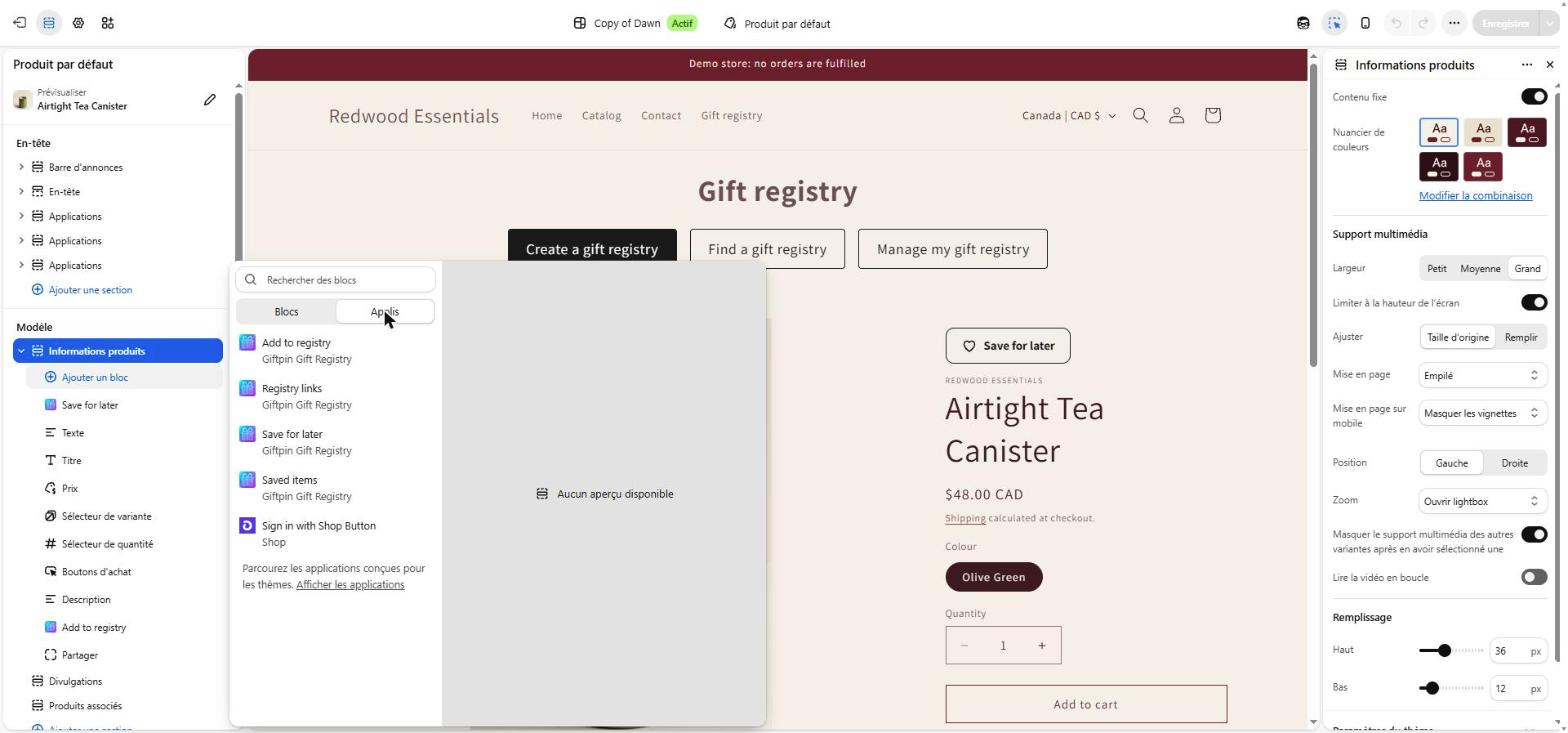 Copy of Dawn
Actif
Produit par défaut
Enregistrer
Produit par défaut
Prévisualiser
Airtight Tea Canister
En-tête
Barre d'annonces
En-tête
Applications
Applications
Applications
Ajouter une section
Modèle
Informations produits
Ajouter un bloc
Save for later
Texte
Titre
Prix
Sélecteur de variante
Sélecteur de quantité
Boutons d'achat
Description
Add to registry
Partager
Divulgations
Produits associés
Ajouter une section
Rechercher des blocs
Blocs
Applis
Add to registry
Giftpin Gift Registry
Registry links
Giftpin Gift Registry
Save for later
Giftpin Gift Registry
Saved items
Giftpin Gift Registry
Sign in with Shop Button
Shop
Parcourez les applications conçues pour
les thèmes. Afficher les applications
Aucun aperçu disponible
Demo store: no orders are fulfilled
Redwood Essentials
Home
Catalog
Contact
Gift registry
Canada | CAD $
Gift registry
Create a gift registry
Find a gift registry
Manage my gift registry
Save for later
REDWOOD ESSENTIALS
Airtight Tea
Canister
$48.00 CAD
Shipping calculated at checkout.
Colour
Olive Green
Quantity
1
Add to cart
Informations produits
Contenu fixe
Nuancier de
couleurs
Aa
Aa
Aa
Aa
Aa
Modifier la combinaison
Support multimédia
Largeur
Petit
Moyenne
Grand
Limiter à la hauteur de l'écran
Ajuster
Taille d'origine
Remplir
Mise en page
Empilé
Mise en page sur
mobile
Masquer les vignettes
Position
Gauche
Droite
Zoom
Ouvrir lightbox
Masquer le support multimédia des autres
variantes après en avoir sélectionné une
Lire la vidéo en boucle
Remplissage
Haut
36
px
Bas
12
px
Paramètres du thème